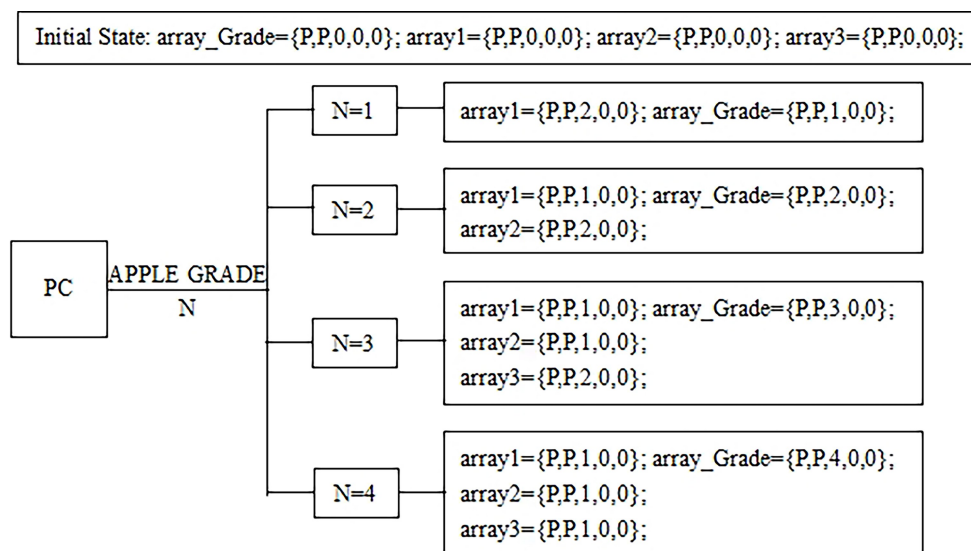 Initial State: array_Grade={P,P,0,0,0}; array1={P,P,0,0,0}; array2={P,P,0,0,0}; array3={P,P,0,0,0};
N=1
array1={P,P,2,0,0}; array_Grade={P,P,1,0,0};
N=2
array1={P,P,1,0,0}; array_Grade={P,P,2,0,0};
array2={P,P,2,0,0};
PC
APPLE GRADE
N
N=3
array1={P,P,1,0,0}; array_Grade={P,P,3,0,0};
array2={P,P,1,0,0};
array3={P,P,2,0,0};
N=4
array1={P,P,1,0,0}; array_Grade={P,P,4,0,0};
array2={P,P,1,0,0};
array3={P,P,1,0,0};